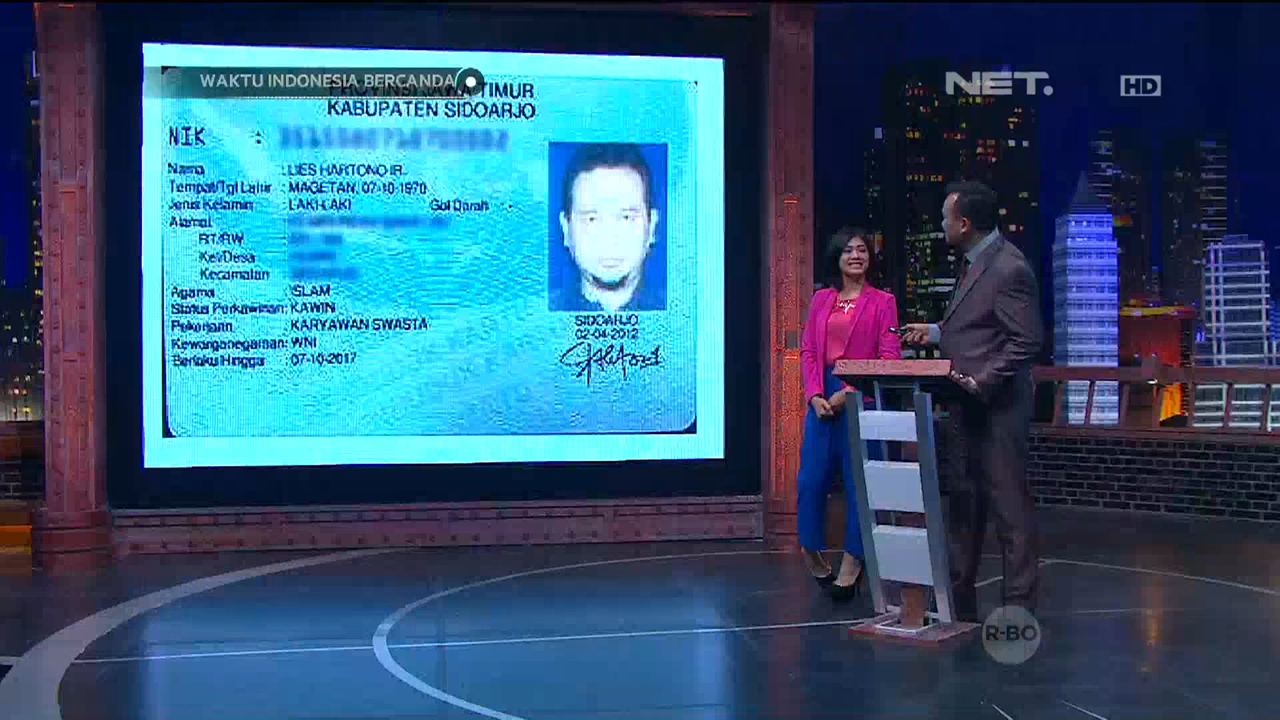 WAKTU INDONESIA BERCANDA
NET.
HD
PROVINSI JAWA TIMUR
KABUPATEN SIDOARJO
NIK :
Nama : LIES HARTONO IR.
Tempat/Tgl Lahir : MAGETAN, 07-10-1970
Jenis Kelamin : LAKI-LAKI Gol Darah : -
Alamat
RT/RW
Kel/Desa
Kecamatan
Agama : ISLAM
Status Perkawinan: KAWIN
Pekerjaan : KARYAWAN SWASTA
Kewarganegaraan: WNI
Berlaku Hingga : 07-10-2017
SIDOARJO
02-04-2012
R-BO